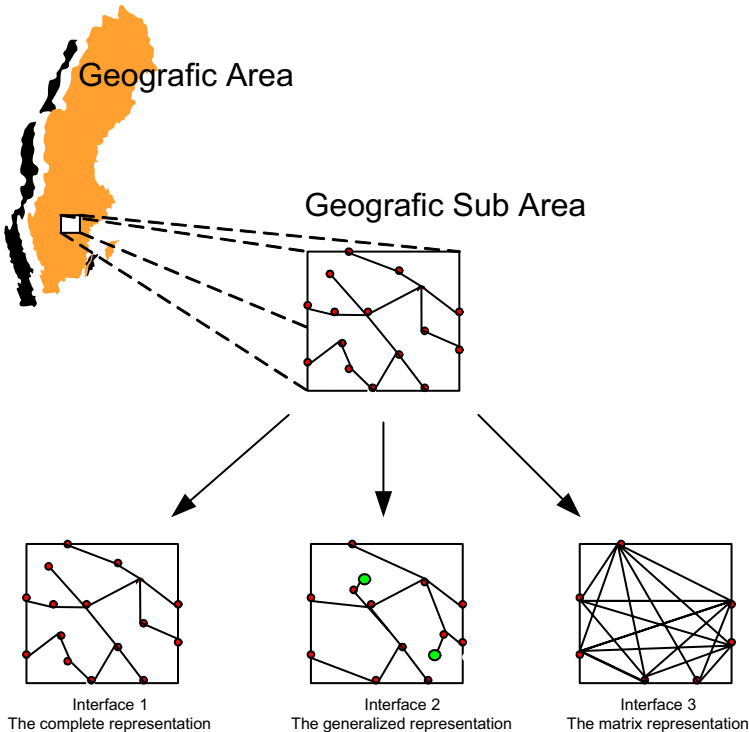 Geografic Area
Geografic Sub Area
Interface 1
The complete representation
Interface 2
The generalized representation
Interface 3
The matrix representation